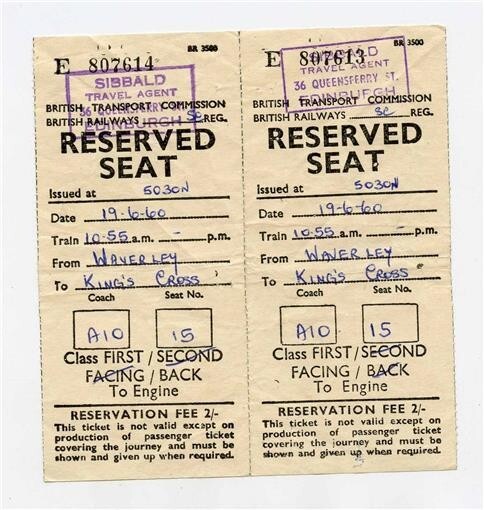 BR 3500
E 807614
SIBBALD
TRAVEL AGENT
36 QUEENSFERRY ST.
EDINBURGH
BRITISH TRANSPORT COMMISSION
BRITISH RAILWAYS SC REG.
RESERVED
SEAT
Issued at 5030N
Date 19-6-60
Train 10-55 a.m. – p.m.
From WAVERLEY
To KING'S CROSS
Coach Seat No.
A10 15
Class FIRST / SECOND
FACING / BACK
To Engine
RESERVATION FEE 2/-
This ticket is not valid except on
production of passenger ticket
covering the journey and must be
shown and given up when required.
BR 3500
E 807613
SIBBALD
TRAVEL AGENT
36 QUEENSFERRY ST.
EDINBURGH
BRITISH TRANSPORT COMMISSION
BRITISH RAILWAYS SC REG.
RESERVED
SEAT
Issued at 5030N
Date 19-6-60
Train 10-55 a.m. – p.m.
From WAVERLEY
To KING'S CROSS
Coach Seat No.
A10 15
Class FIRST / SECOND
FACING / BACK
To Engine
RESERVATION FEE 2/-
This ticket is not valid except on
production of passenger ticket
covering the journey and must be
shown and given up when required.